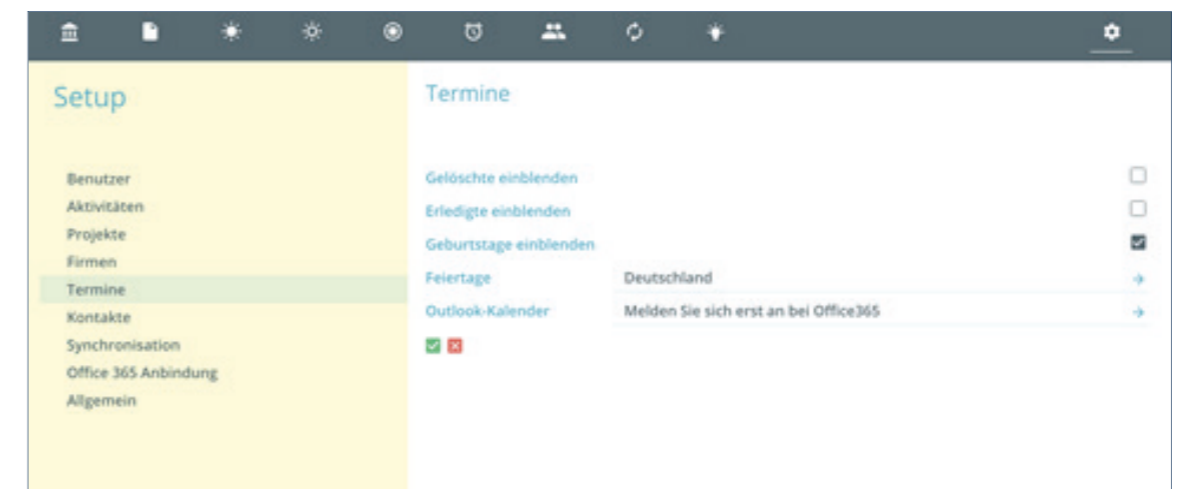 Setup
Benutzer
Aktivitäten
Projekte
Firmen
Termine
Kontakte
Synchronisation
Office 365 Anbindung
Allgemein
Termine
Gelöschte einblenden
Erledigte einblenden
Geburtstage einblenden
Feiertage Deutschland
Outlook-Kalender Melden Sie sich erst an bei Office365